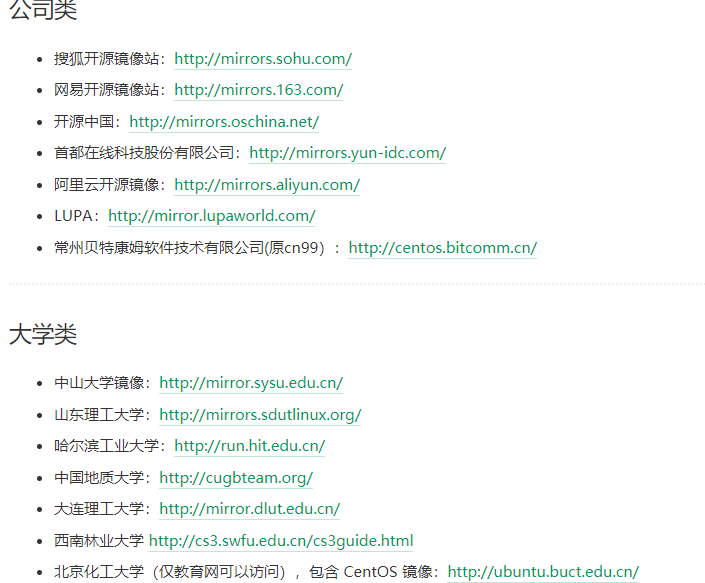 公司类
搜狐开源镜像站：http://mirrors.sohu.com/
网易开源镜像站：http://mirrors.163.com/
开源中国：http://mirrors.oschina.net/
首都在线科技股份有限公司：http://mirrors.yun-idc.com/
阿里云开源镜像：http://mirrors.aliyun.com/
LUPA：http://mirror.lupaworld.com/
常州贝特康姆软件技术有限公司(原cn99）：http://centos.bitcomm.cn/
大学类
中山大学镜像：http://mirror.sysu.edu.cn/
山东理工大学：http://mirrors.sdutlinux.org/
哈尔滨工业大学：http://run.hit.edu.cn/
中国地质大学：http://cugbteam.org/
大连理工大学：http://mirror.dlut.edu.cn/
西南林业大学 http://cs3.swfu.edu.cn/cs3guide.html
北京化工大学（仅教育网可以访问），包含 CentOS 镜像：http://ubuntu.buct.edu.cn/